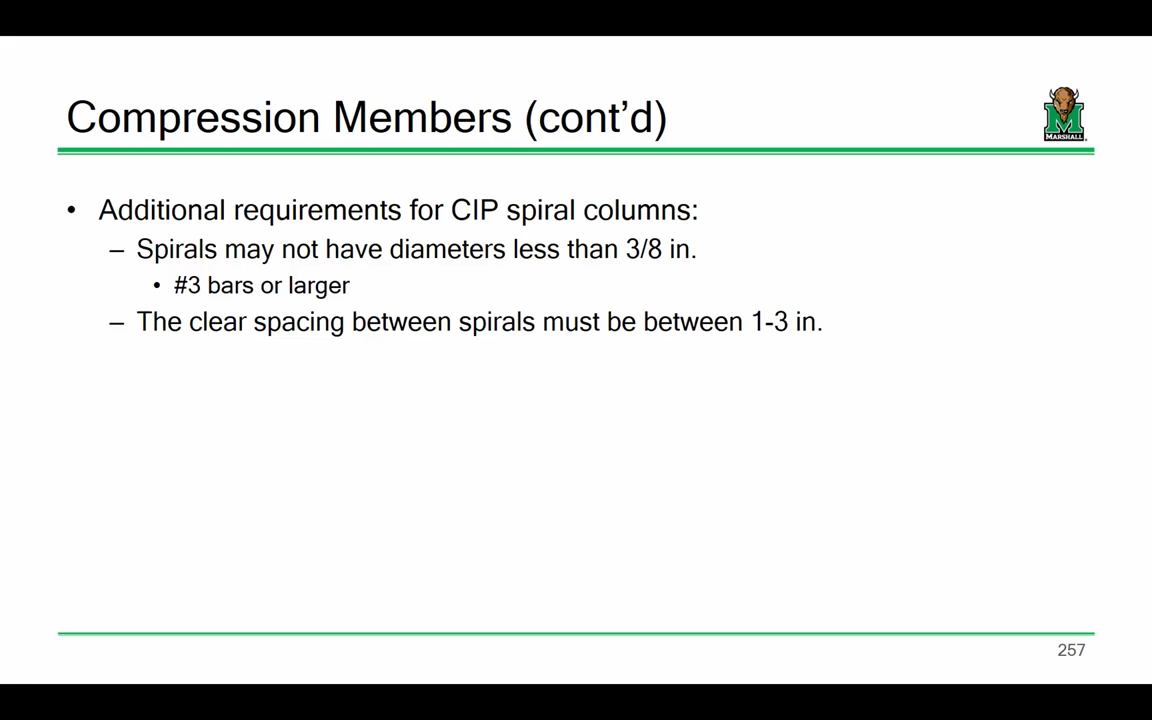 Compression Members (cont'd)
MARSHALL
• Additional requirements for CIP spiral columns:
– Spirals may not have diameters less than 3/8 in.
• #3 bars or larger
– The clear spacing between spirals must be between 1-3 in.
257